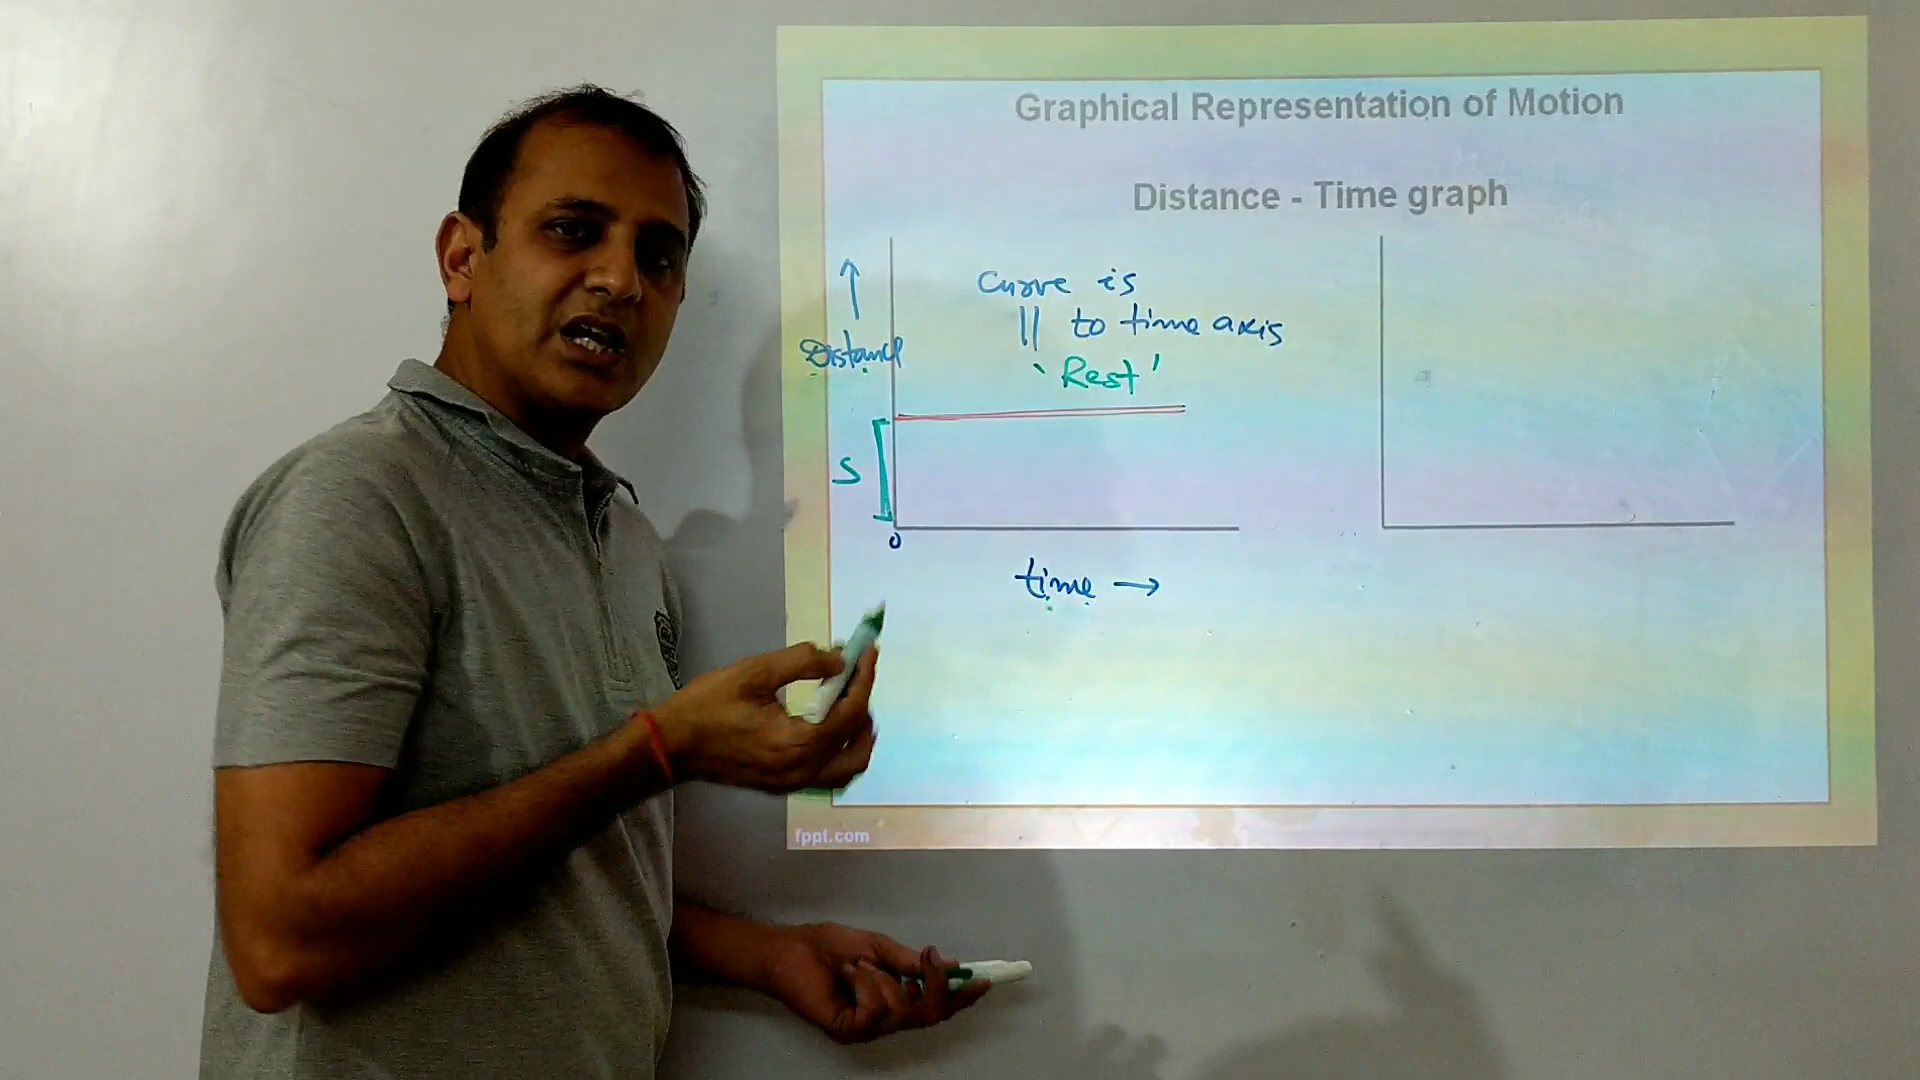 Graphical Representation of Motion
Distance - Time graph
Curve is
|| to time axis
'Rest'
Distance
S
0
time →
fppt.com